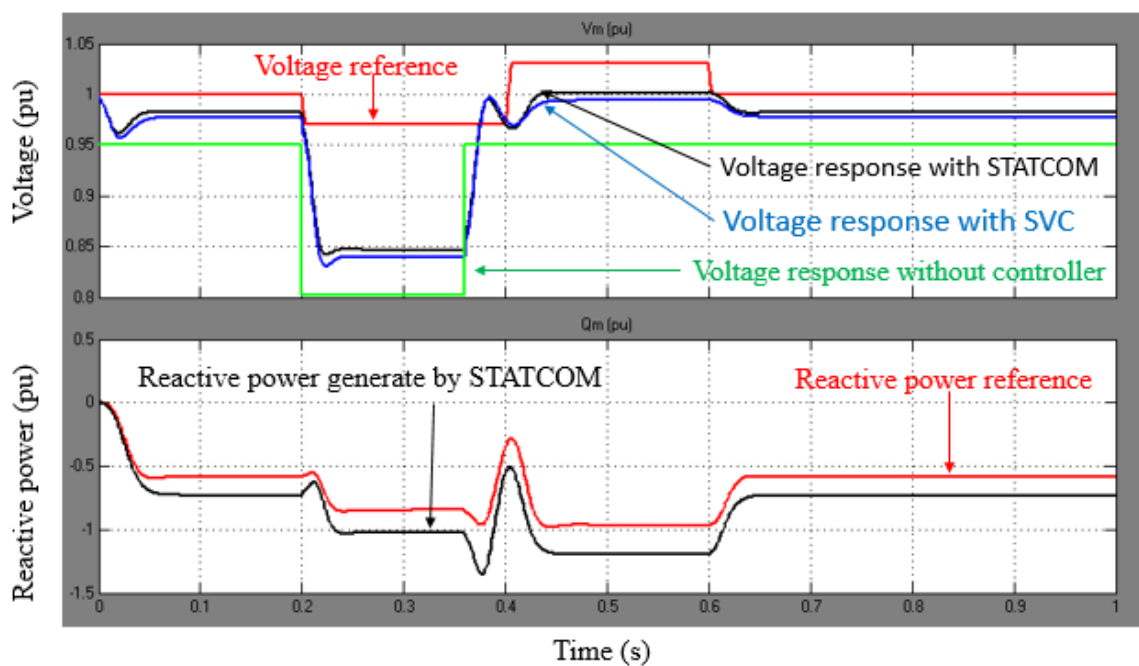 Vm (pu)
1.05
Voltage reference
1
0.95
Voltage response with STATCOM
0.9
Voltage response with SVC
0.85
Voltage response without controller
0.8
Voltage (pu)
Qm (pu)
0.5
Reactive power generate by STATCOM
Reactive power reference
0
-0.5
-1
-1.5
Reactive power (pu)
0 0.1 0.2 0.3 0.4 0.5 0.6 0.7 0.8 0.9 1
Time (s)